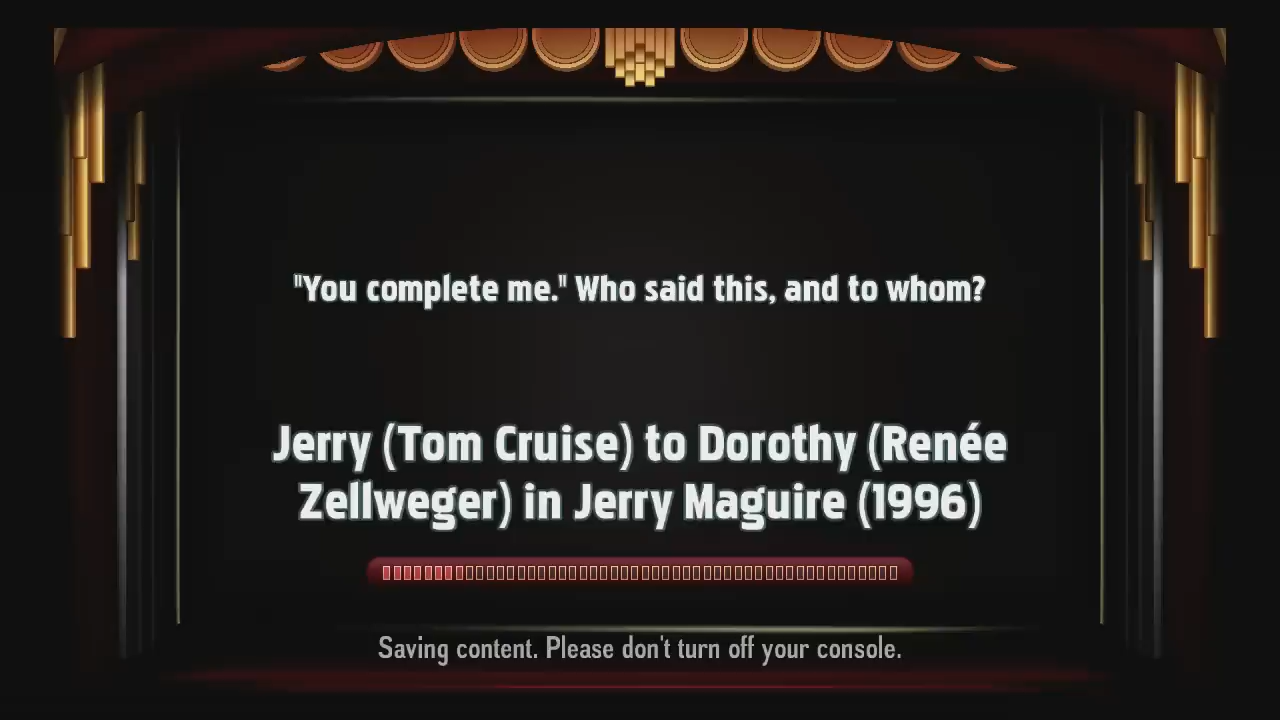 "You complete me." Who said this, and to whom?
Jerry (Tom Cruise) to Dorothy (Renée
Zellweger) in Jerry Maguire (1996)
Saving content. Please don't turn off your console.